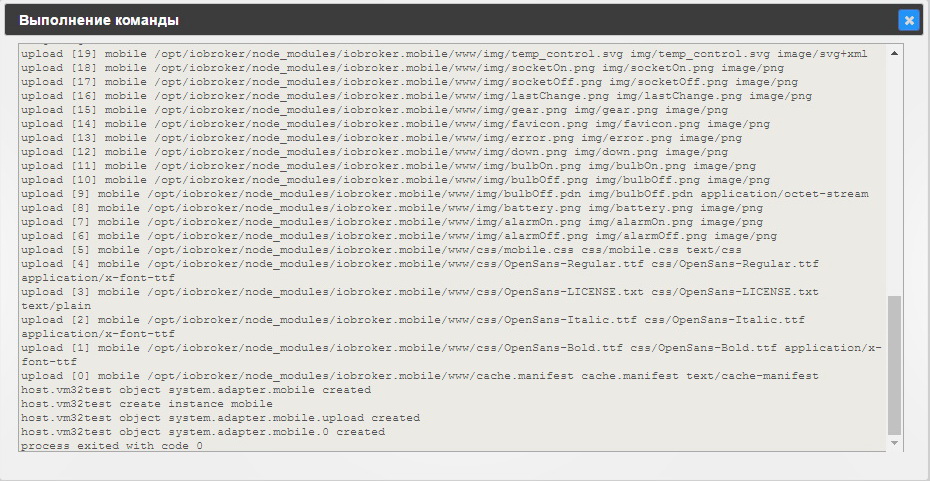 Выполнение команды
upload [19] mobile /opt/iobroker/node_modules/iobroker.mobile/www/img/temp_control.svg img/temp_control.svg image/svg+xml
upload [18] mobile /opt/iobroker/node_modules/iobroker.mobile/www/img/socketOn.png img/socketOn.png image/png
upload [17] mobile /opt/iobroker/node_modules/iobroker.mobile/www/img/socketOff.png img/socketOff.png image/png
upload [16] mobile /opt/iobroker/node_modules/iobroker.mobile/www/img/lastChange.png img/lastChange.png image/png
upload [15] mobile /opt/iobroker/node_modules/iobroker.mobile/www/img/gear.png img/gear.png image/png
upload [14] mobile /opt/iobroker/node_modules/iobroker.mobile/www/img/favicon.png img/favicon.png image/png
upload [13] mobile /opt/iobroker/node_modules/iobroker.mobile/www/img/error.png img/error.png image/png
upload [12] mobile /opt/iobroker/node_modules/iobroker.mobile/www/img/down.png img/down.png image/png
upload [11] mobile /opt/iobroker/node_modules/iobroker.mobile/www/img/bulbOn.png img/bulbOn.png image/png
upload [10] mobile /opt/iobroker/node_modules/iobroker.mobile/www/img/bulbOff.png img/bulbOff.png image/png
upload [9] mobile /opt/iobroker/node_modules/iobroker.mobile/www/img/bulbOff.pdn img/bulbOff.pdn application/octet-stream
upload [8] mobile /opt/iobroker/node_modules/iobroker.mobile/www/img/battery.png img/battery.png image/png
upload [7] mobile /opt/iobroker/node_modules/iobroker.mobile/www/img/alarmOn.png img/alarmOn.png image/png
upload [6] mobile /opt/iobroker/node_modules/iobroker.mobile/www/img/alarmOff.png img/alarmOff.png image/png
upload [5] mobile /opt/iobroker/node_modules/iobroker.mobile/www/css/mobile.css css/mobile.css text/css
upload [4] mobile /opt/iobroker/node_modules/iobroker.mobile/www/css/OpenSans-Regular.ttf css/OpenSans-Regular.ttf
application/x-font-ttf
upload [3] mobile /opt/iobroker/node_modules/iobroker.mobile/www/css/OpenSans-LICENSE.txt css/OpenSans-LICENSE.txt
text/plain
upload [2] mobile /opt/iobroker/node_modules/iobroker.mobile/www/css/OpenSans-Italic.ttf css/OpenSans-Italic.ttf
application/x-font-ttf
upload [1] mobile /opt/iobroker/node_modules/iobroker.mobile/www/css/OpenSans-Bold.ttf css/OpenSans-Bold.ttf application/x-
font-ttf
upload [0] mobile /opt/iobroker/node_modules/iobroker.mobile/www/cache.manifest cache.manifest text/cache-manifest
host.vm32test object system.adapter.mobile created
host.vm32test create instance mobile
host.vm32test object system.adapter.mobile.upload created
host.vm32test object system.adapter.mobile.0 created
process exited with code 0